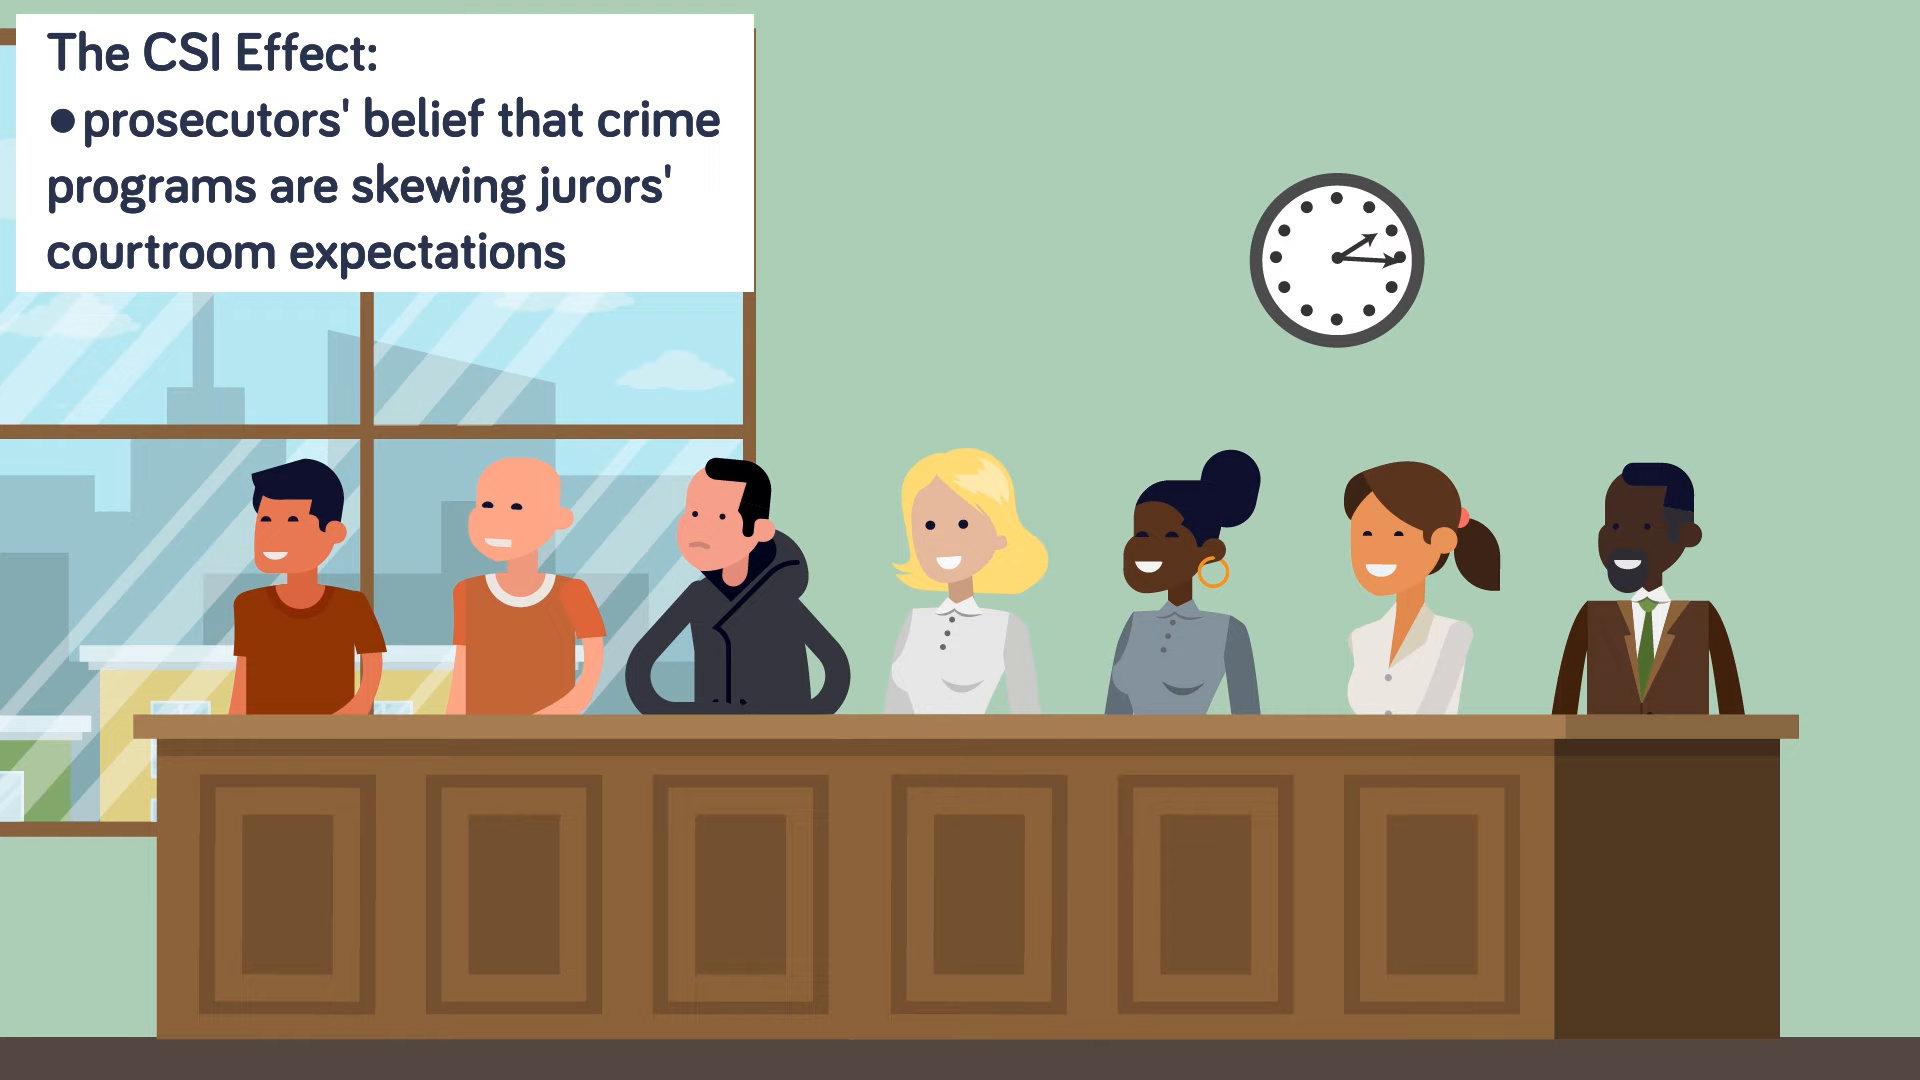 The CSI Effect:
●prosecutors' belief that crime
programs are skewing jurors'
courtroom expectations